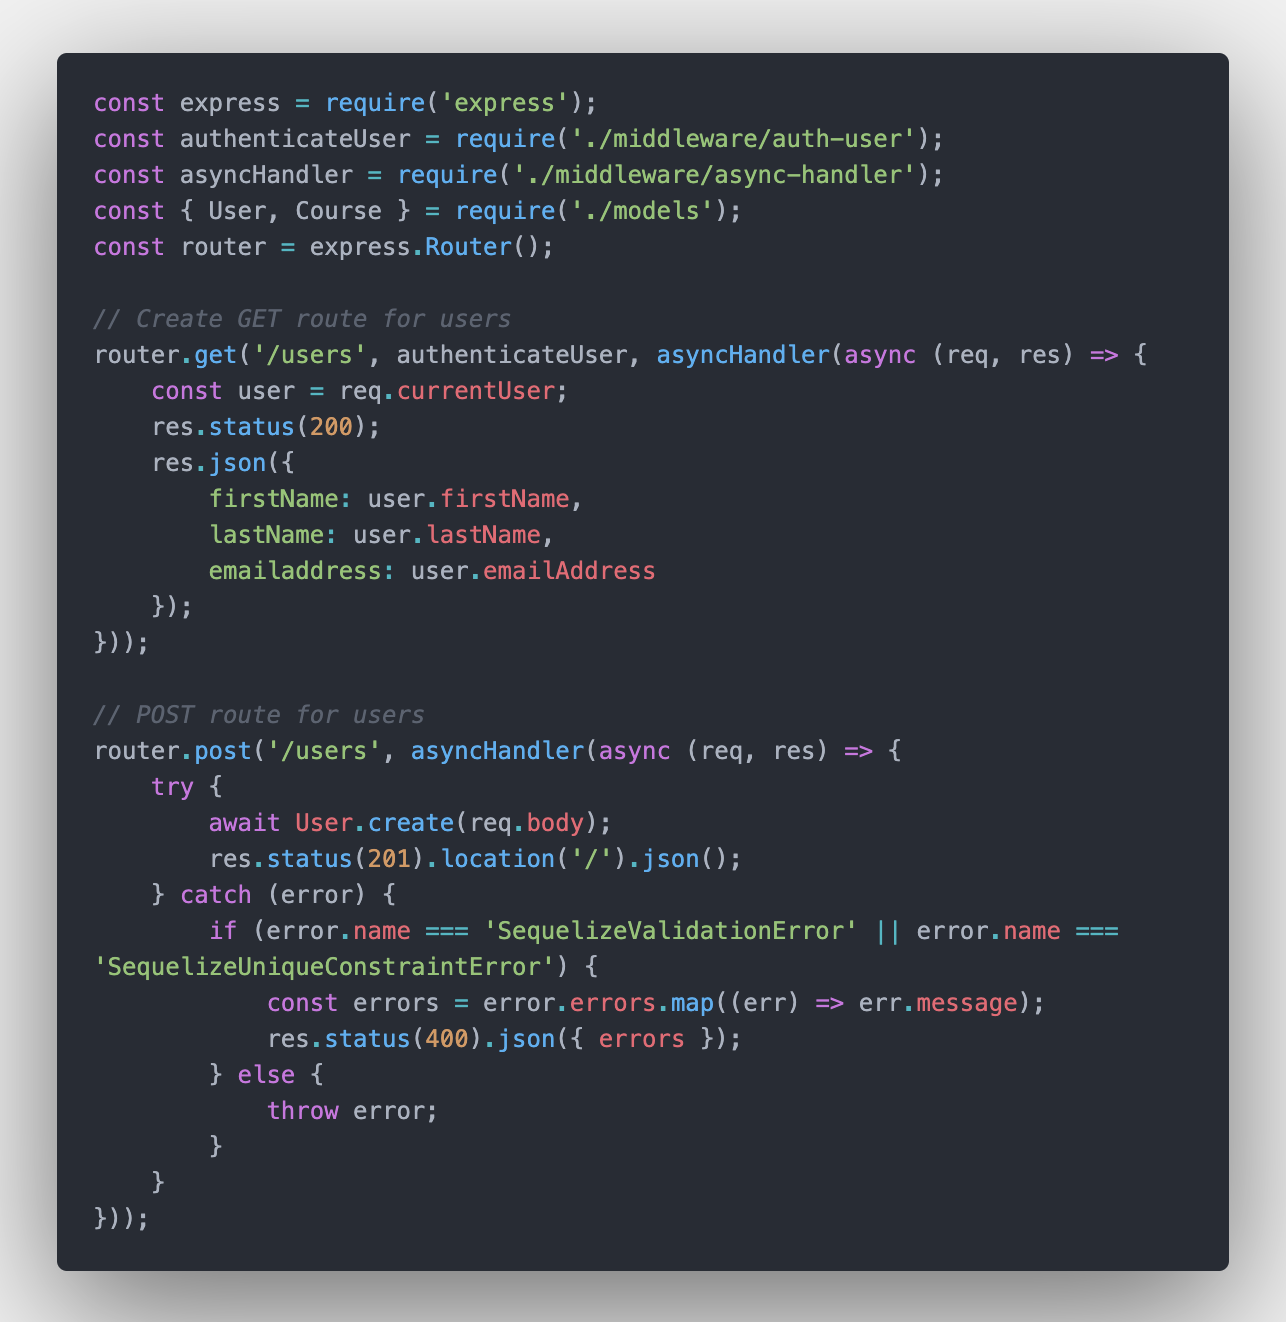 const express = require('express');
const authenticateUser = require('./middleware/auth-user');
const asyncHandler = require('./middleware/async-handler');
const { User, Course } = require('./models');
const router = express.Router();

// Create GET route for users
router.get('/users', authenticateUser, asyncHandler(async (req, res) => {
    const user = req.currentUser;
    res.status(200);
    res.json({
        firstName: user.firstName,
        lastName: user.lastName,
        emailaddress: user.emailAddress
    });
}));

// POST route for users
router.post('/users', asyncHandler(async (req, res) => {
    try {
        await User.create(req.body);
        res.status(201).location('/').json();
    } catch (error) {
        if (error.name === 'SequelizeValidationError' || error.name ===
'SequelizeUniqueConstraintError') {
            const errors = error.errors.map((err) => err.message);
            res.status(400).json({ errors });
        } else {
            throw error;
        }
    }
}));